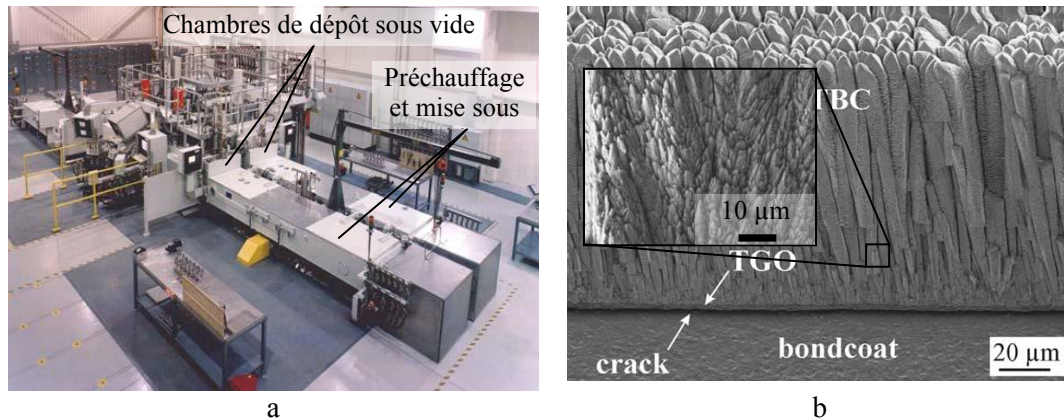 Chambres de dépôt sous vide
Préchauffage
et mise sous
TBC
10 µm
TGO
crack
bondcoat
20 µm
a
b